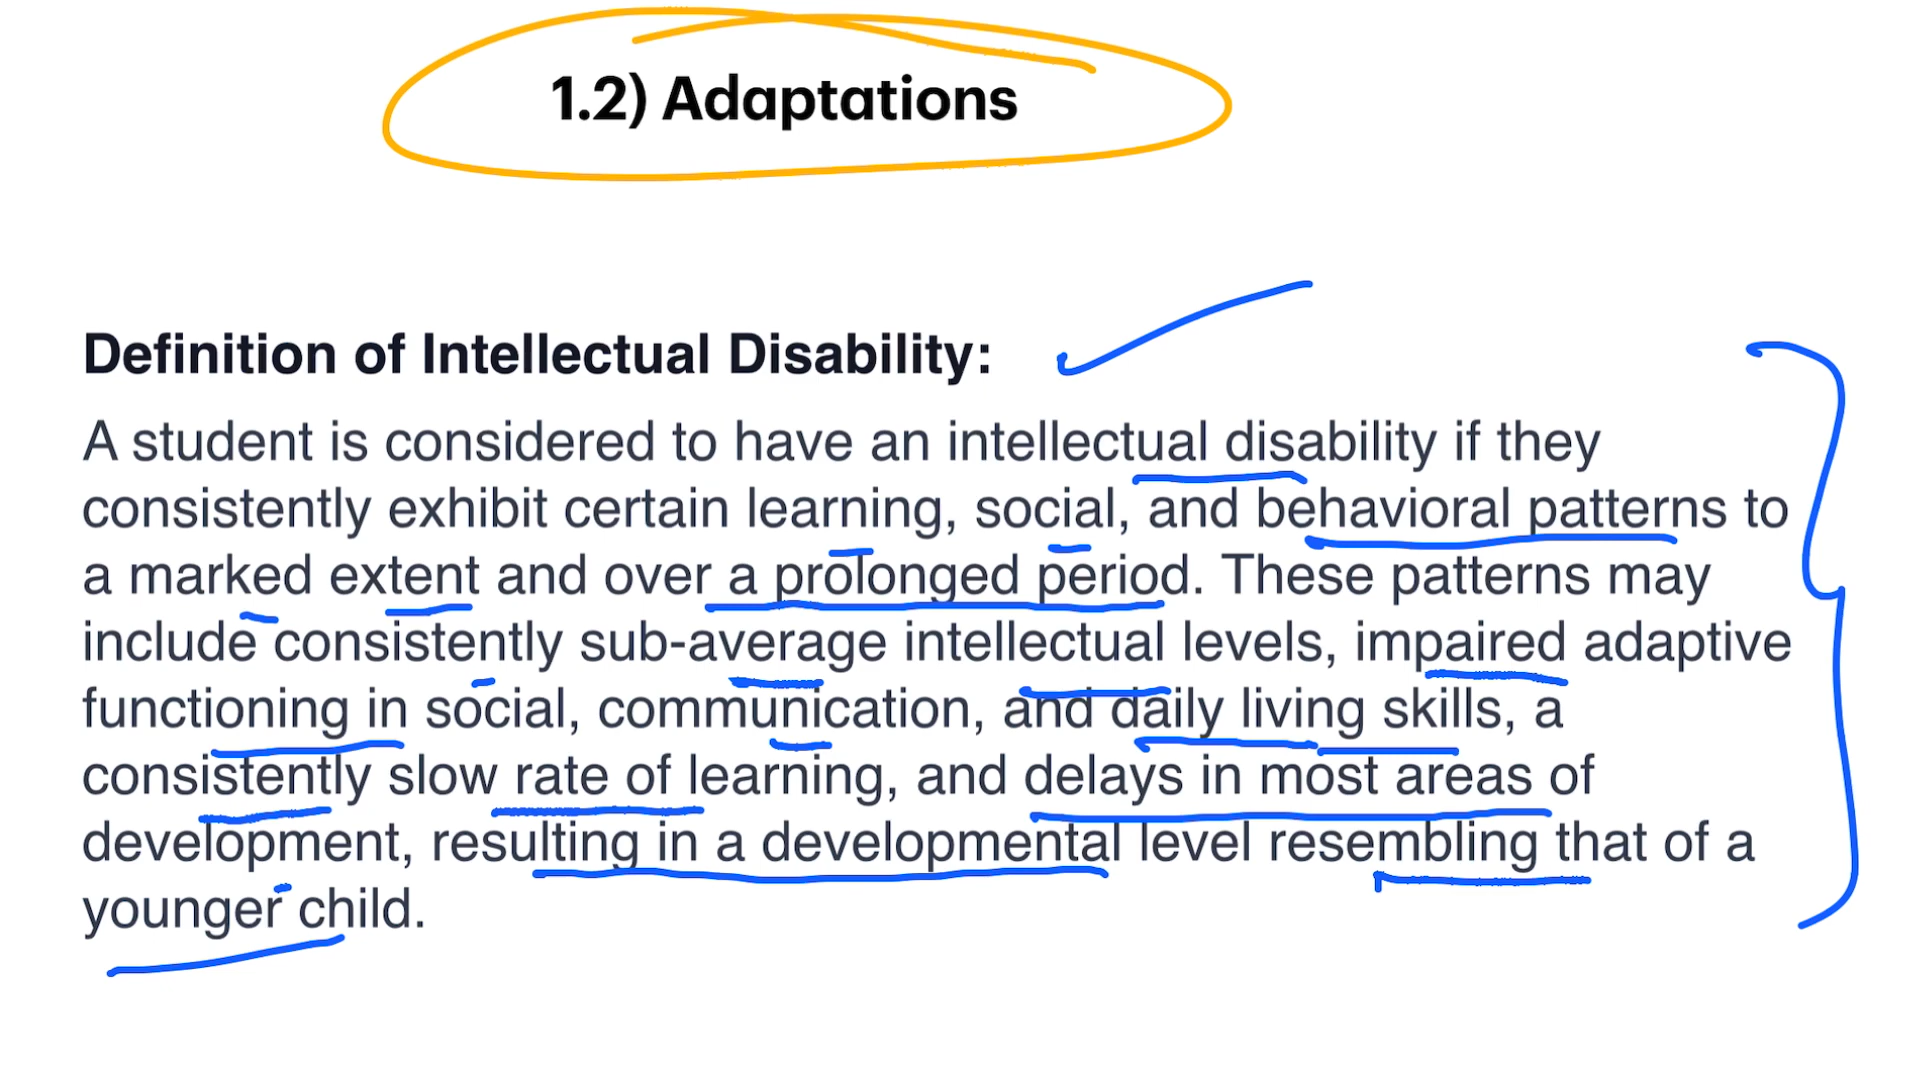 1.2) Adaptations
Definition of Intellectual Disability:
A student is considered to have an intellectual disability if they
consistently exhibit certain learning, social, and behavioral patterns to
a marked extent and over a prolonged period. These patterns may
include consistently sub-average intellectual levels, impaired adaptive
functioning in social, communication, and daily living skills, a
consistently slow rate of learning, and delays in most areas of
development, resulting in a developmental level resembling that of a
younger child.